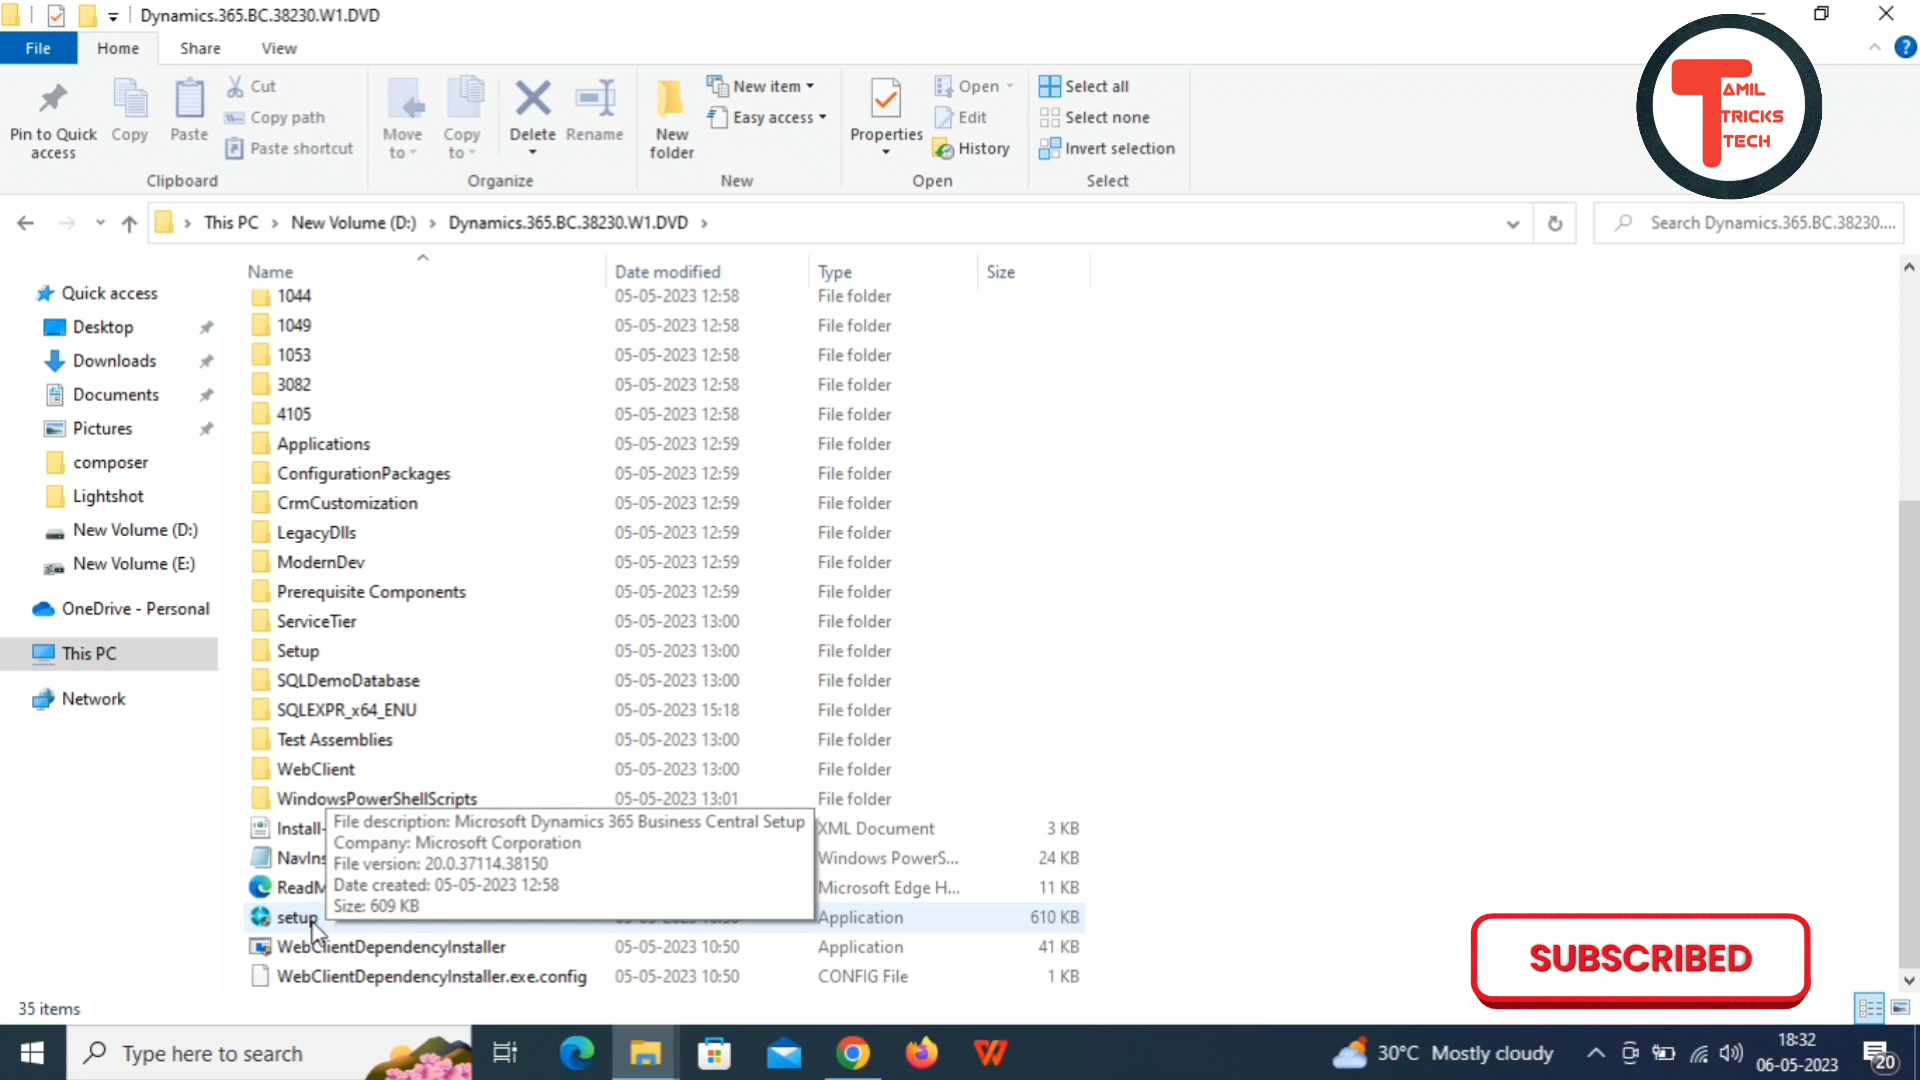 Dynamics.365.BC.38230.W1.DVD
File Home Share View
Pin to Quick access
Copy
Paste
Cut
Copy path
Paste shortcut
Clipboard
Move to
Copy to
Delete
Rename
Organize
New folder
New item
Easy access
New
Properties
Open
Edit
History
Open
Select all
Select none
Invert selection
Select
TAMIL
TRICKS
TECH
This PC > New Volume (D:) > Dynamics.365.BC.38230.W1.DVD >
Search Dynamics.365.BC.38230....
Quick access
Desktop
Downloads
Documents
Pictures
composer
Lightshot
New Volume (D:)
New Volume (E:)
OneDrive - Personal
This PC
Network
Name Date modified Type Size
1044 05-05-2023 12:58 File folder
1049 05-05-2023 12:58 File folder
1053 05-05-2023 12:58 File folder
3082 05-05-2023 12:58 File folder
4105 05-05-2023 12:58 File folder
Applications 05-05-2023 12:59 File folder
ConfigurationPackages 05-05-2023 12:59 File folder
CrmCustomization 05-05-2023 12:59 File folder
LegacyDlls 05-05-2023 12:59 File folder
ModernDev 05-05-2023 12:59 File folder
Prerequisite Components 05-05-2023 12:59 File folder
ServiceTier 05-05-2023 13:00 File folder
Setup 05-05-2023 13:00 File folder
SQLDemoDatabase 05-05-2023 13:00 File folder
SQLEXPR_x64_ENU 05-05-2023 15:18 File folder
Test Assemblies 05-05-2023 13:00 File folder
WebClient 05-05-2023 13:00 File folder
WindowsPowerShellScripts 05-05-2023 13:01 File folder
Install- XML Document 3 KB
NavIns Windows PowerS... 24 KB
ReadM Microsoft Edge H... 11 KB
setup Application 610 KB
WebClientDependencyInstaller 05-05-2023 10:50 Application 41 KB
WebClientDependencyInstaller.exe.config 05-05-2023 10:50 CONFIG File 1 KB
File description: Microsoft Dynamics 365 Business Central Setup
Company: Microsoft Corporation
File version: 20.0.37114.38150
Date created: 05-05-2023 12:58
Size: 609 KB
SUBSCRIBED
35 items
Type here to search
30°C Mostly cloudy
18:32
06-05-2023
20